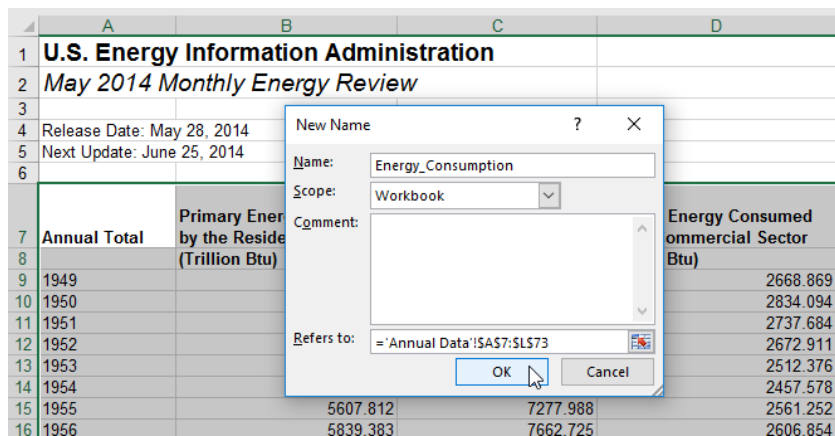 A B C D
1 U.S. Energy Information Administration
2 May 2014 Monthly Energy Review
3
4 Release Date: May 28, 2014
5 Next Update: June 25, 2014
6
New Name ? ×
Name: Energy_Consumption
Scope: Workbook
Comment:
Refers to: ='Annual Data'!$A$7:$L$73
OK Cancel
Primary Ener Energy Consumed
7 Annual Total by the Reside ommercial Sector
8 (Trillion Btu) Btu)
9 1949 2668.869
10 1950 2834.094
11 1951 2737.684
12 1952 2672.911
13 1953 2512.376
14 1954 2457.578
15 1955 5607.812 7277.988 2561.252
16 1956 5839.383 7662.725 2606.854